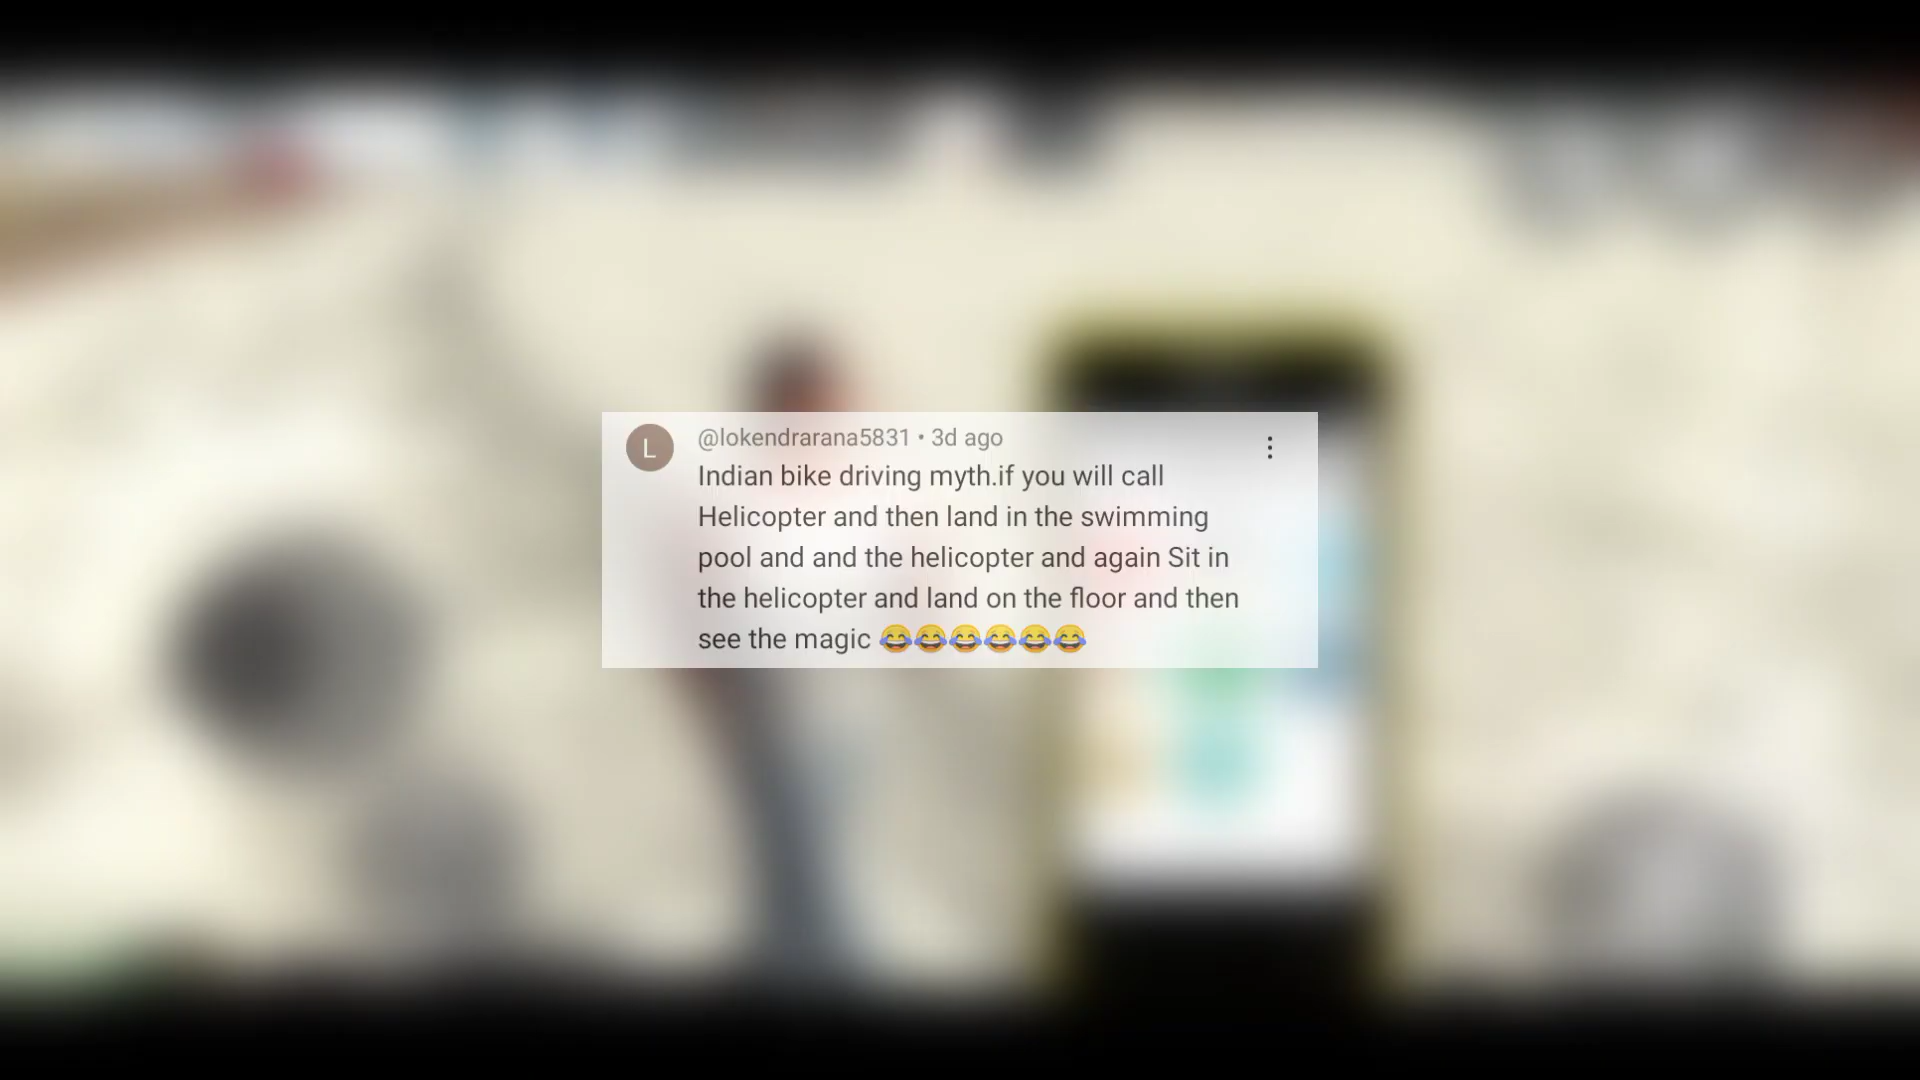 L
@lokendrarana5831 • 3d ago
Indian bike driving myth.if you will call
Helicopter and then land in the swimming
pool and and the helicopter and again Sit in
the helicopter and land on the floor and then
see the magic 😂😂😂😂😂😂